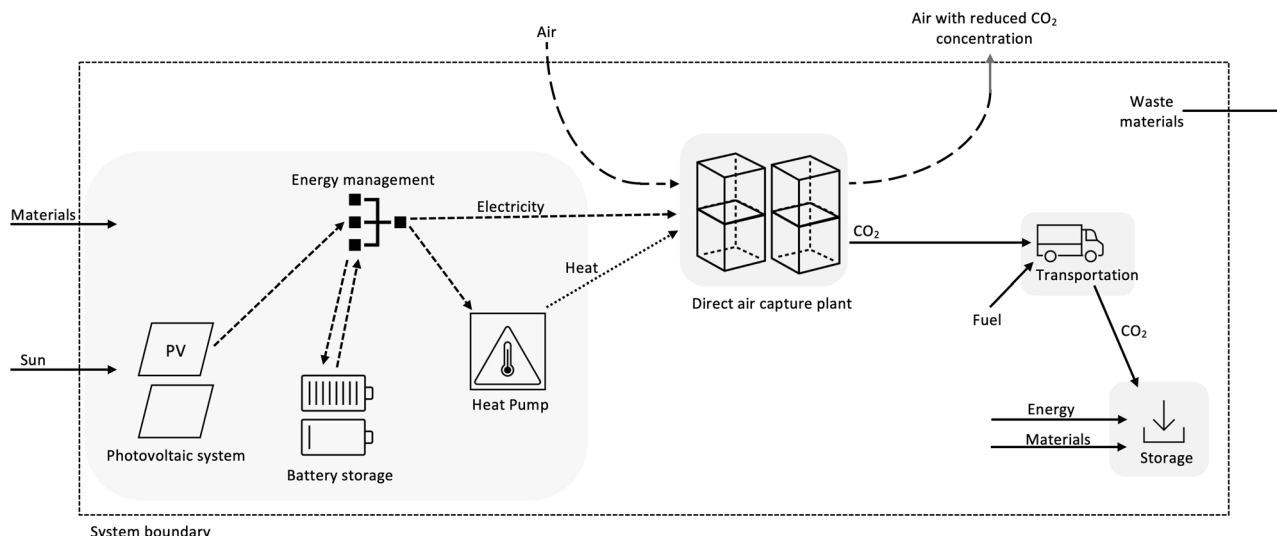 Air
Air with reduced CO₂
concentration
Waste
materials
Energy management
Materials
Electricity
CO₂
Heat
Direct air capture plant
Transportation
Fuel
CO₂
Sun
PV
Heat Pump
Energy
Materials
Storage
Photovoltaic system
Battery storage
System boundary